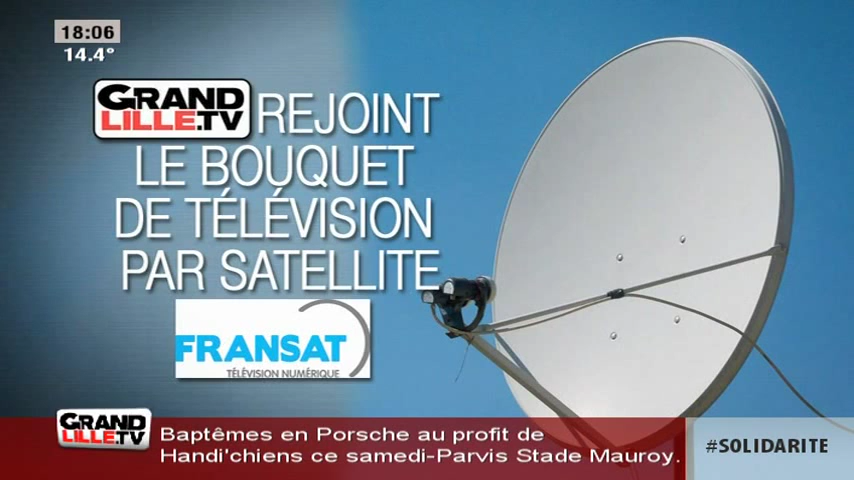 18:06
14.4°
GRAND
LILLE.TV
REJOINT
LE BOUQUET
DE TÉLÉVISION
PAR SATELLITE
FRANSAT
TÉLÉVISION NUMÉRIQUE
GRAND
LILLE.TV
Baptêmes en Porsche au profit de
Handi'chiens ce samedi-Parvis Stade Mauroy.
#SOLIDARITE